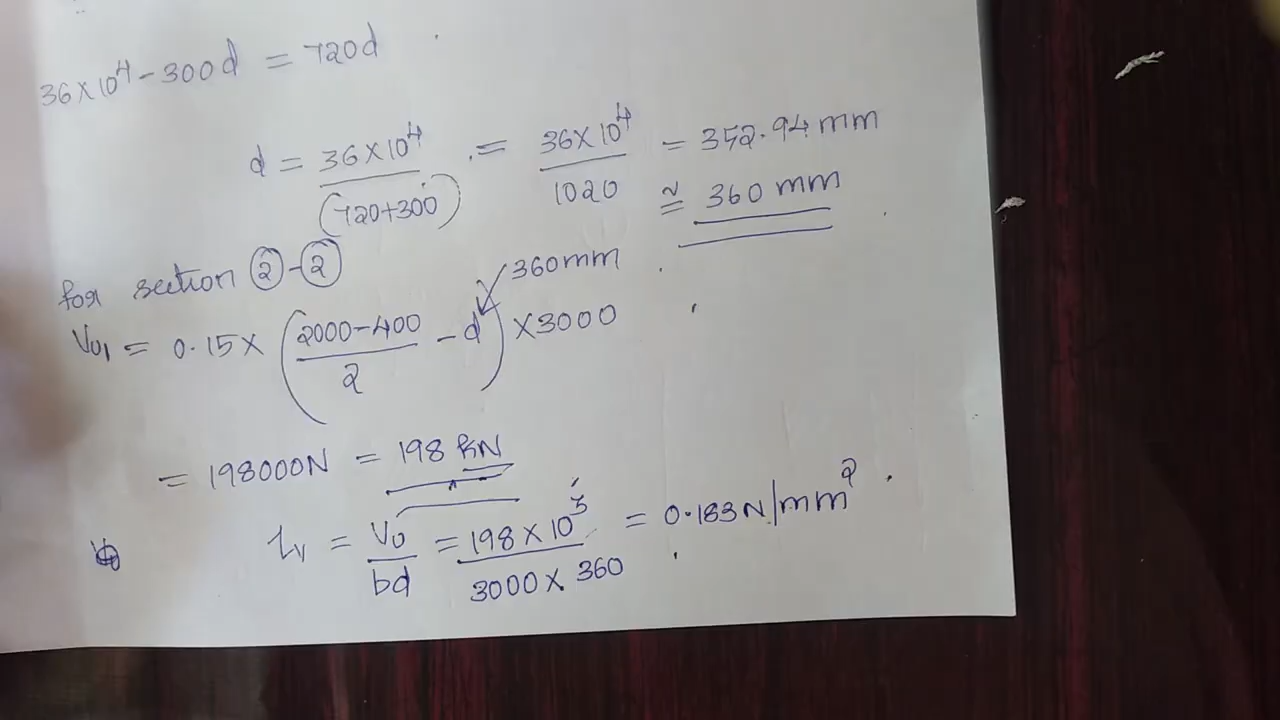 36×10⁴ - 300d = 720d
d = 36×10⁴/(720+300) = 36×10⁴/1020 = 352.94 mm
≅ 360 mm
for section ②-②
360mm
Vu₁ = 0.15× ((2000-400)/2 - d) ×3000
= 198000N = 198 KN
τv = Vu/bd = 198 × 10³/3000× 360 = 0.183N/mm²